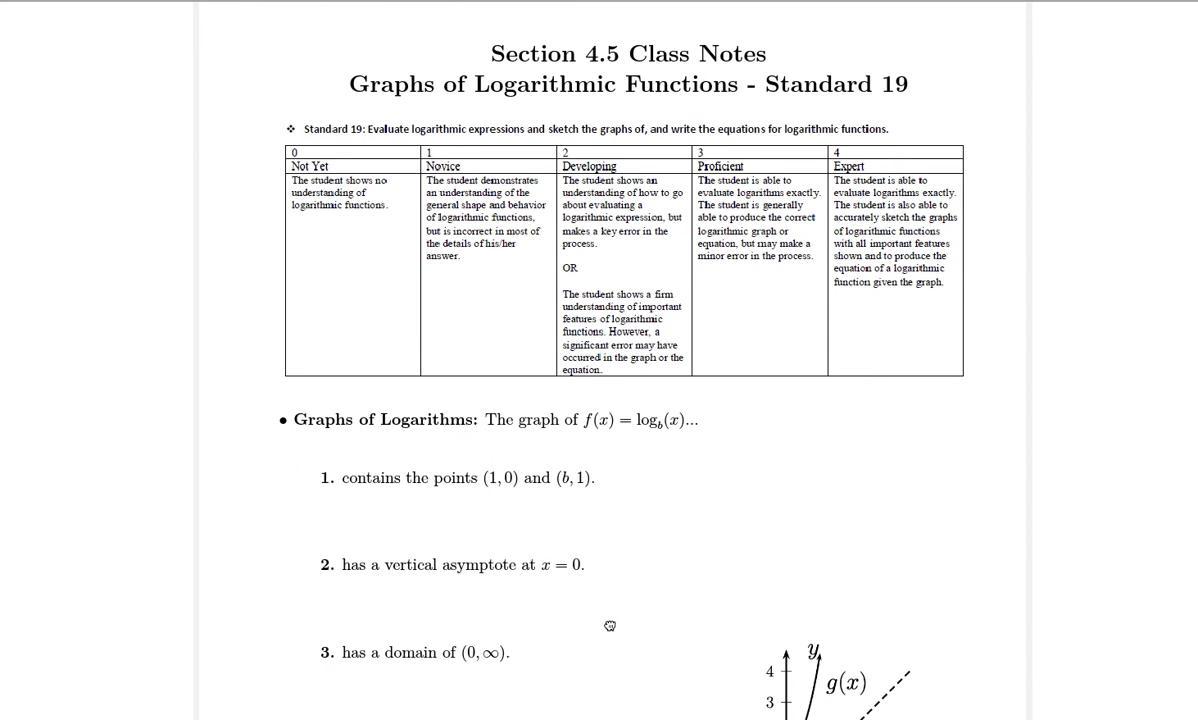 Section 4.5 Class Notes
Graphs of Logarithmic Functions - Standard 19
❖ Standard 19: Evaluate logarithmic expressions and sketch the graphs of, and write the equations for logarithmic functions.
0
Not Yet
The student shows no
understanding of
logarithmic functions.
1
Novice
The student demonstrates
an understanding of the
general shape and behavior
of logarithmic functions,
but is incorrect in most of
the details of his/her
answer.
2
Developing
The student shows an
understanding of how to go
about evaluating a
logarithmic expression, but
makes a key error in the
process.
OR
The student shows a firm
understanding of important
features of logarithmic
functions. However, a
significant error may have
occurred in the graph or the
equation.
3
Proficient
The student is able to
evaluate logarithms exactly.
The student is generally
able to produce the correct
logarithmic graph or
equation, but may make a
minor error in the process.
4
Expert
The student is able to
evaluate logarithms exactly.
The student is also able to
accurately sketch the graphs
of logarithmic functions
with all important features
shown and to produce the
equation of a logarithmic
function given the graph.
• Graphs of Logarithms: The graph of f(x) = log_b(x)...
1. contains the points (1, 0) and (b, 1).
2. has a vertical asymptote at x = 0.
3. has a domain of (0, ∞).
y
4
g(x)
3